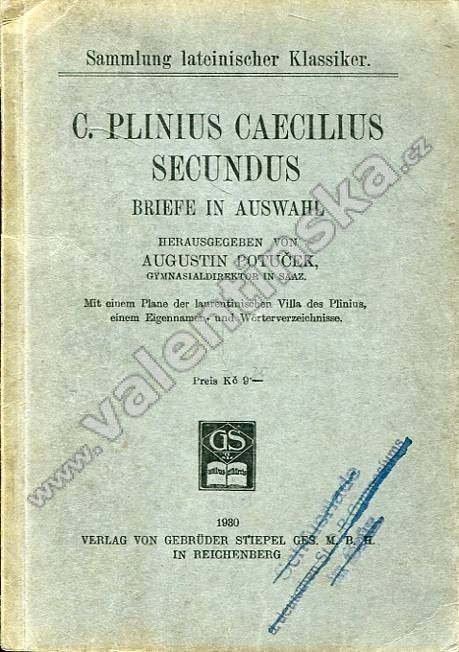 Sammlung lateinischer Klassiker.
C. PLINIUS CAECILIUS
SECUNDUS
BRIEFE IN AUSWAHL
HERAUSGEGEBEN VON
AUGUSTIN POTUČEK,
GYMNASIALDIREKTOR IN SAAZ.
Mit einem Plane der laurentinischen Villa des Plinius,
einem Eigennamen- und Wörterverzeichnisse.
Preis Kč 9·—
GS
1930
VERLAG VON GEBRÜDER STIEPEL GES. M. B. H.
IN REICHENBERG
www.valentinska.cz